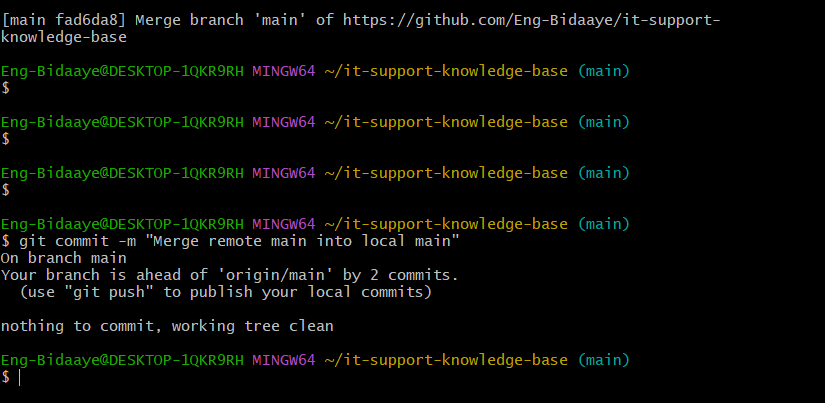 [main fad6da8] Merge branch 'main' of https://github.com/Eng-Bidaaye/it-support-
knowledge-base
Eng-Bidaaye@DESKTOP-1QKR9RH MINGW64 ~/it-support-knowledge-base (main)
$
Eng-Bidaaye@DESKTOP-1QKR9RH MINGW64 ~/it-support-knowledge-base (main)
$
Eng-Bidaaye@DESKTOP-1QKR9RH MINGW64 ~/it-support-knowledge-base (main)
$
Eng-Bidaaye@DESKTOP-1QKR9RH MINGW64 ~/it-support-knowledge-base (main)
$ git commit -m "Merge remote main into local main"
On branch main
Your branch is ahead of 'origin/main' by 2 commits.
  (use "git push" to publish your local commits)
nothing to commit, working tree clean
Eng-Bidaaye@DESKTOP-1QKR9RH MINGW64 ~/it-support-knowledge-base (main)
$